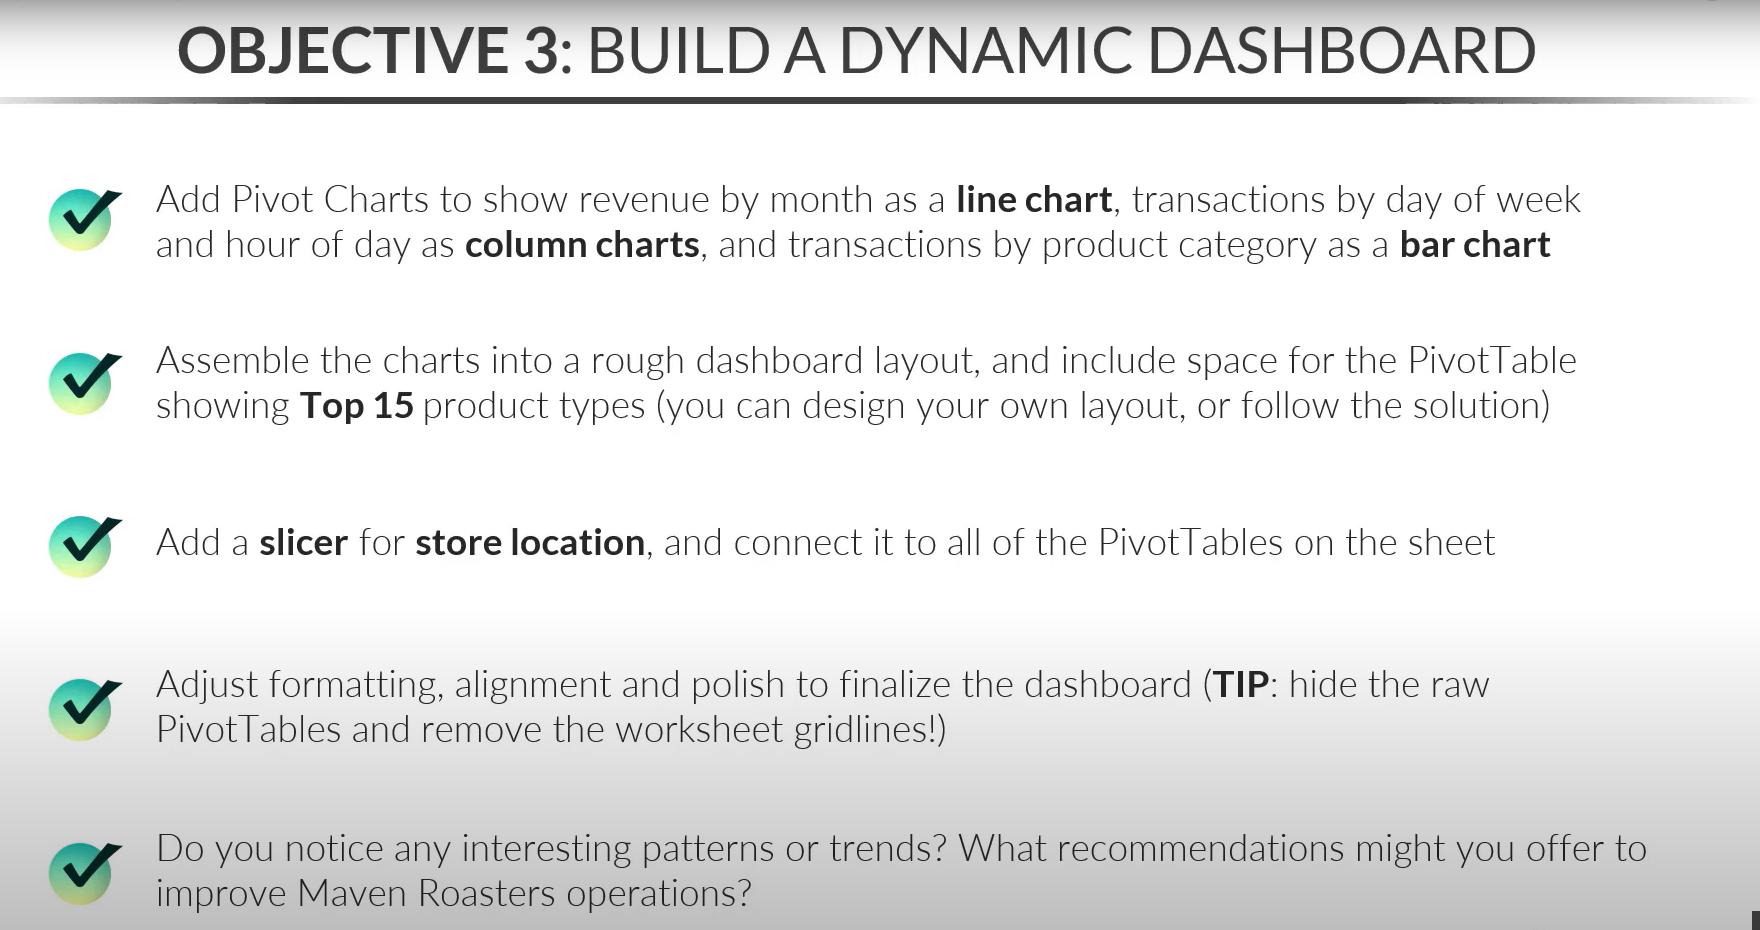 OBJECTIVE 3: BUILD A DYNAMIC DASHBOARD
Add Pivot Charts to show revenue by month as a line chart, transactions by day of week
and hour of day as column charts, and transactions by product category as a bar chart
Assemble the charts into a rough dashboard layout, and include space for the PivotTable
showing Top 15 product types (you can design your own layout, or follow the solution)
Add a slicer for store location, and connect it to all of the PivotTables on the sheet
Adjust formatting, alignment and polish to finalize the dashboard (TIP: hide the raw
PivotTables and remove the worksheet gridlines!)
Do you notice any interesting patterns or trends? What recommendations might you offer to
improve Maven Roasters operations?